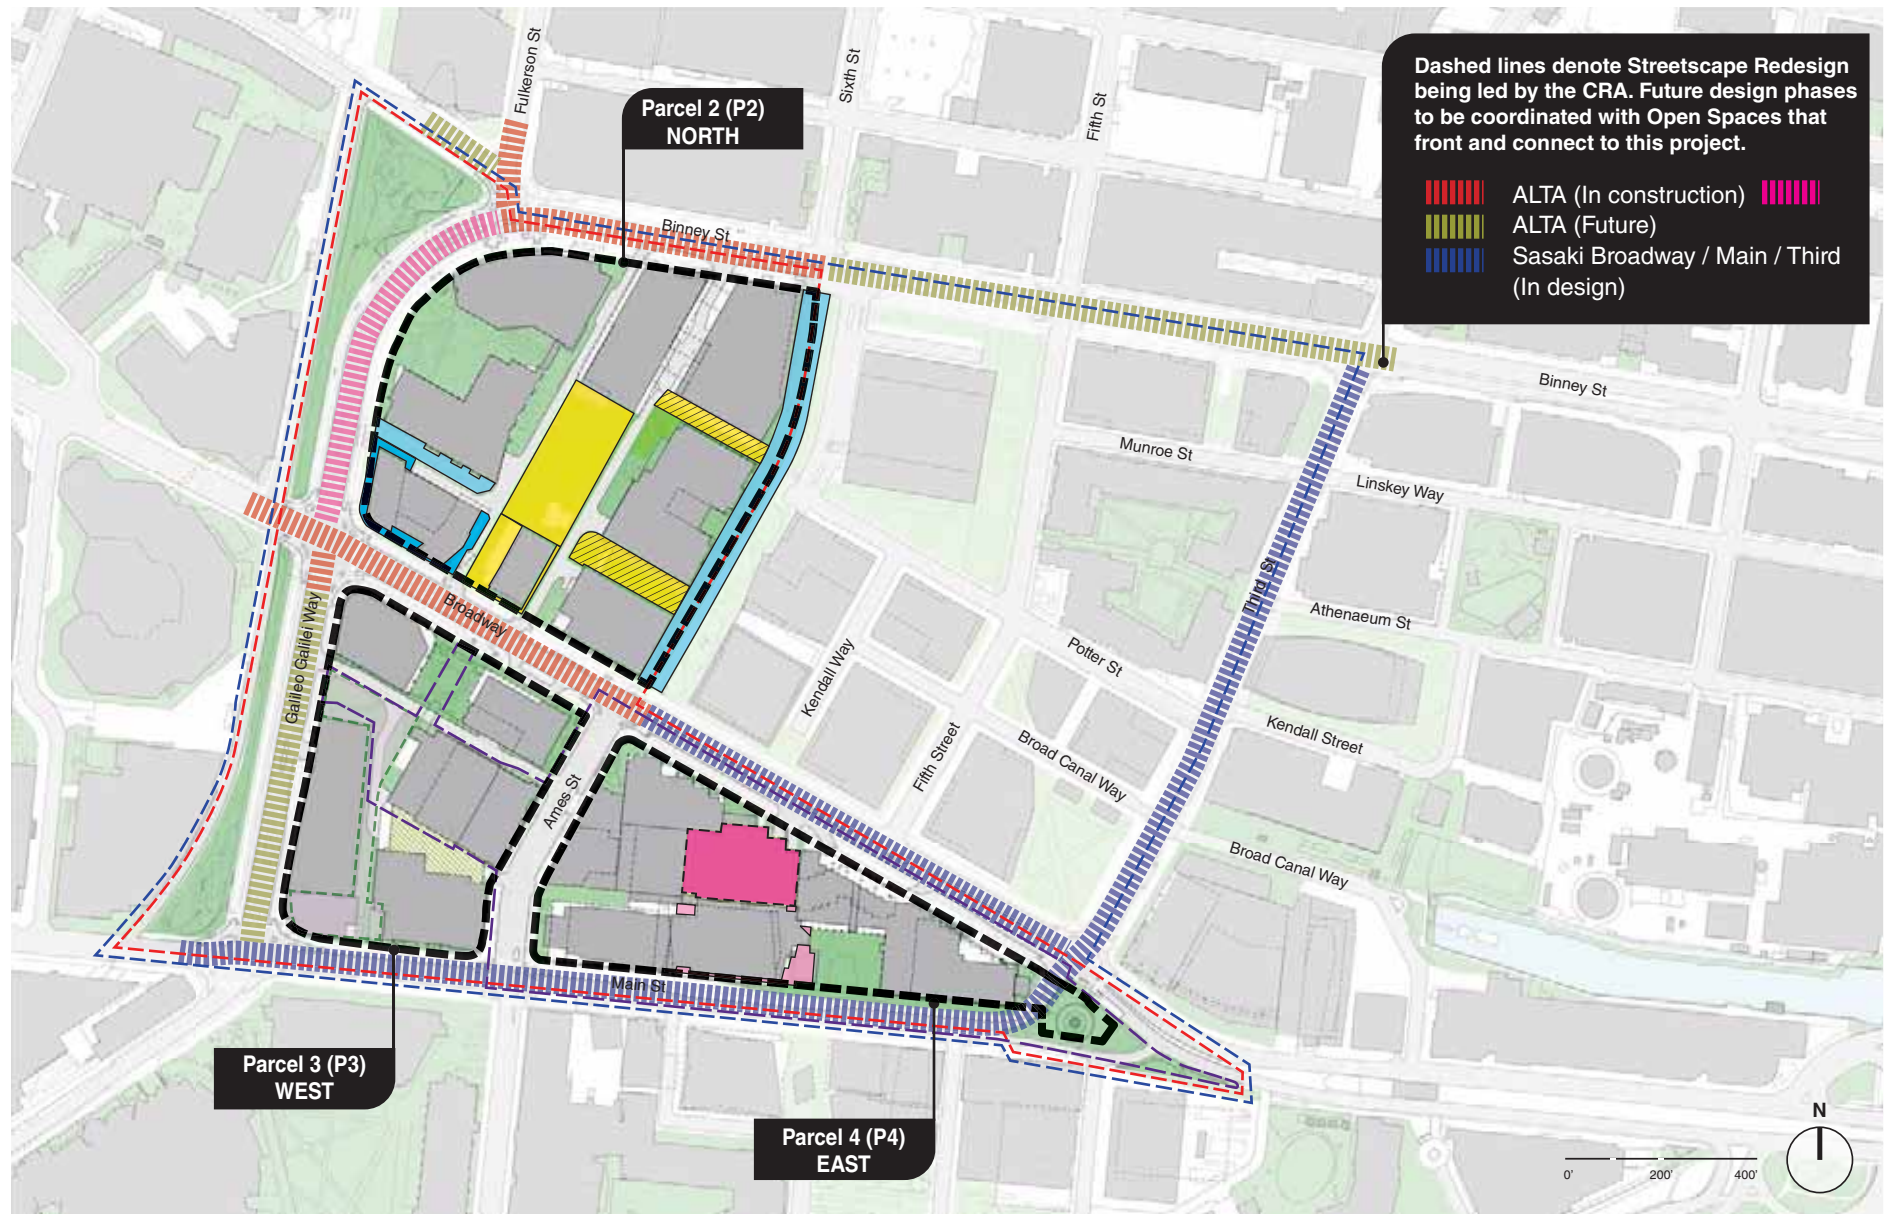 Fulkerson St
Sixth St
Fifth St
Dashed lines denote Streetscape Redesign
being led by the CRA. Future design phases
to be coordinated with Open Spaces that
front and connect to this project.
ALTA (In construction)
ALTA (Future)
Sasaki Broadway / Main / Third
(In design)
Parcel 2 (P2)
NORTH
Binney St
Binney St
Munroe St
Linskey Way
Third St
Athenaeum St
Broadway
Galileo Galilei Way
Kendall Way
Potter St
Kendall Street
Fifth Street
Broad Canal Way
Ames St
Broad Canal Way
Main St
Parcel 3 (P3)
WEST
Parcel 4 (P4)
EAST
N
0'
200'
400'